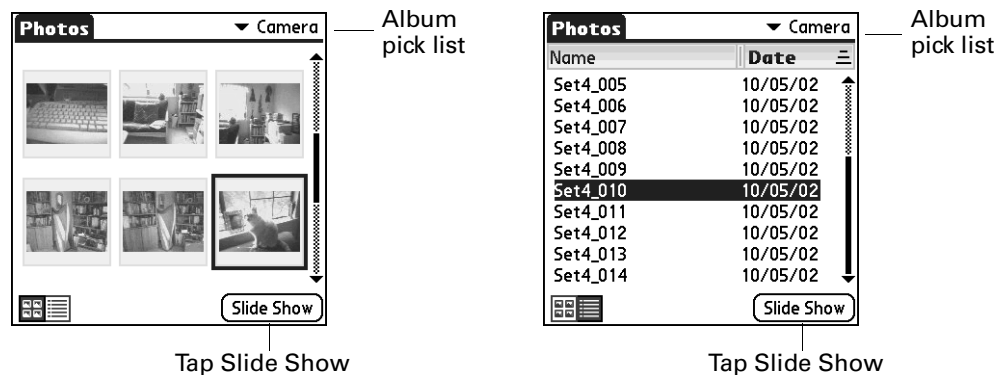 Photos
Camera
Album
pick list
Slide Show
Tap Slide Show
Photos
Camera
Album
pick list
Name Date
Set4_005 10/05/02
Set4_006 10/05/02
Set4_007 10/05/02
Set4_008 10/05/02
Set4_009 10/05/02
Set4_010 10/05/02
Set4_011 10/05/02
Set4_012 10/05/02
Set4_013 10/05/02
Set4_014 10/05/02
Slide Show
Tap Slide Show